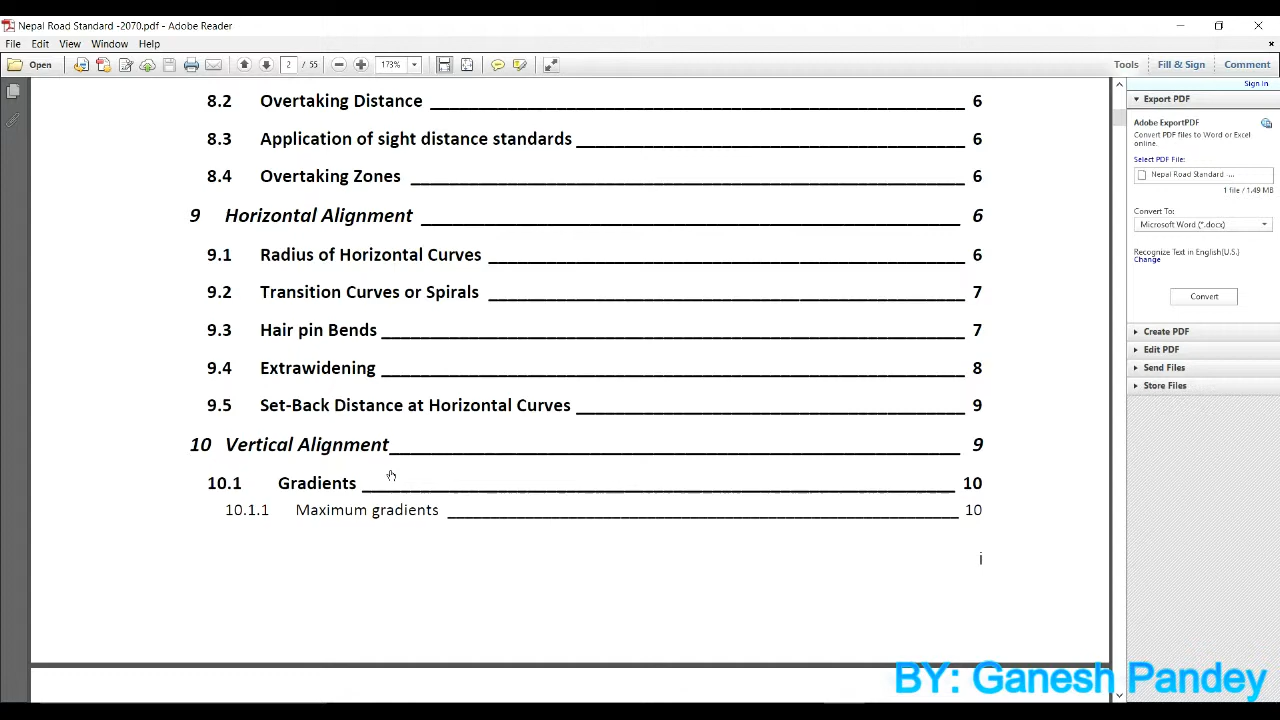 Nepal Road Standard -2070.pdf - Adobe Reader
File Edit View Window Help
Open 2 / 55 173% Tools Fill & Sign Comment
Sign In
Export PDF
Adobe ExportPDF
Convert PDF files to Word or Excel
online.
Select PDF File:
Nepal Road Standard -...
1 file / 1.49 MB
Convert To:
Microsoft Word (*.docx)
Recognize Text in English(U.S.)
Change
Convert
Create PDF
Edit PDF
Send Files
Store Files
8.2 Overtaking Distance 6
8.3 Application of sight distance standards 6
8.4 Overtaking Zones 6
9 Horizontal Alignment 6
9.1 Radius of Horizontal Curves 6
9.2 Transition Curves or Spirals 7
9.3 Hair pin Bends 7
9.4 Extrawidening 8
9.5 Set-Back Distance at Horizontal Curves 9
10 Vertical Alignment 9
10.1 Gradients 10
10.1.1 Maximum gradients 10
i
BY: Ganesh Pandey